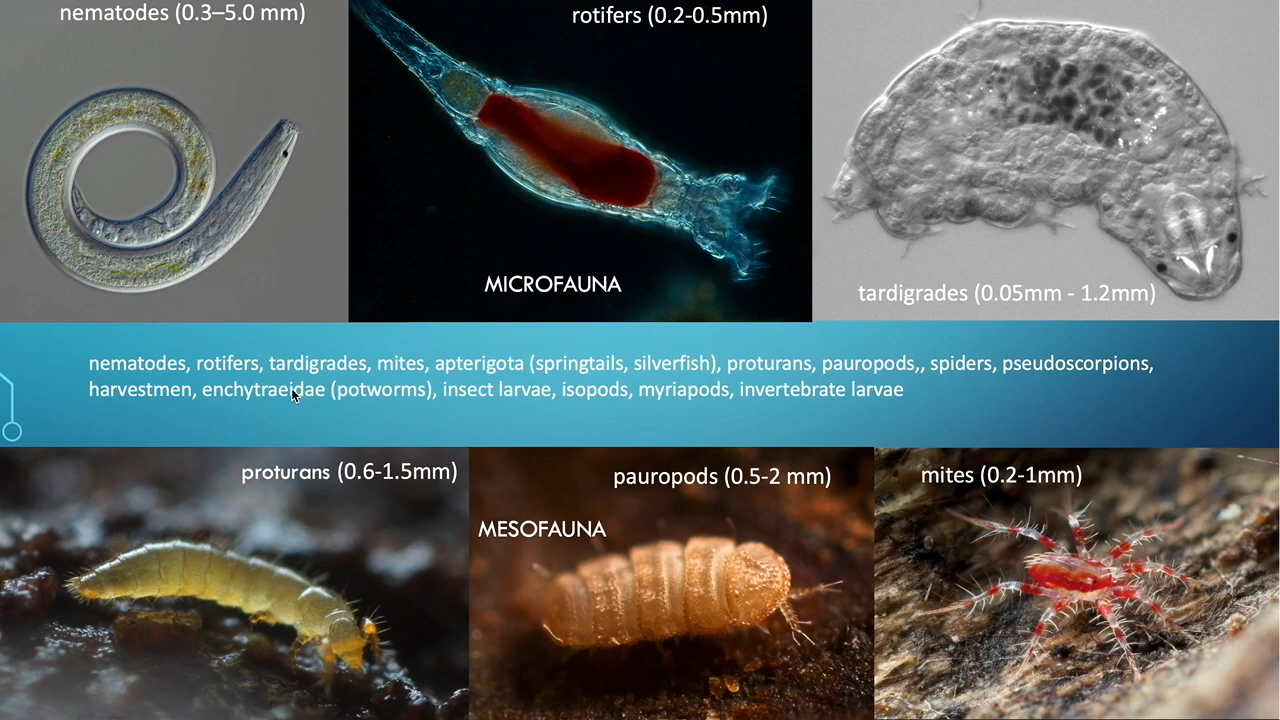 nematodes (0.3–5.0 mm)
rotifers (0.2-0.5mm)
MICROFAUNA
tardigrades (0.05mm - 1.2mm)
nematodes, rotifers, tardigrades, mites, apterigota (springtails, silverfish), proturans, pauropods,, spiders, pseudoscorpions,
harvestmen, enchytraeidae (potworms), insect larvae, isopods, myriapods, invertebrate larvae
proturans (0.6-1.5mm)
pauropods (0.5-2 mm)
mites (0.2-1mm)
MESOFAUNA